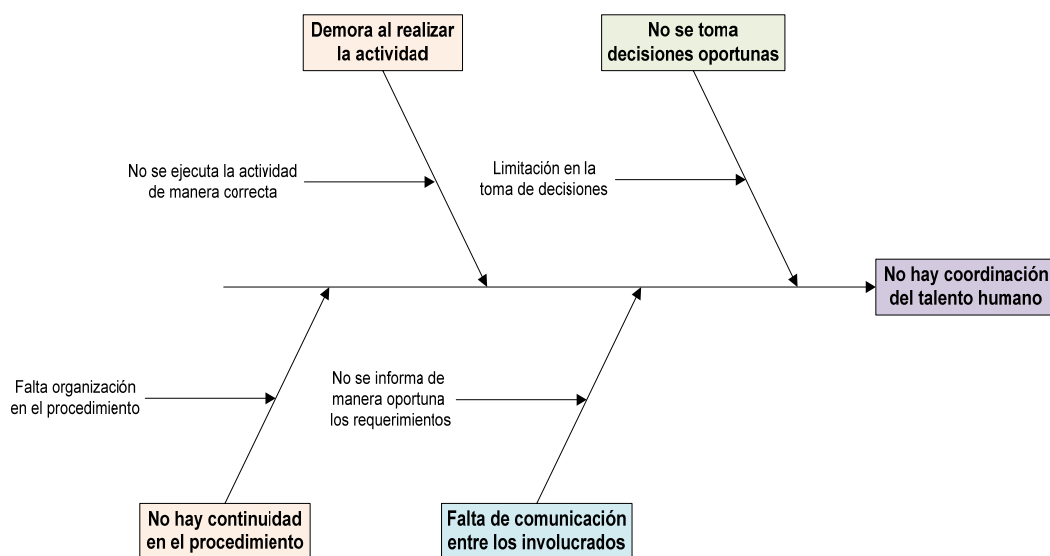 Demora al realizar
la actividad
No se toma
decisiones oportunas
No se ejecuta la actividad
de manera correcta
Limitación en la
toma de decisiones
No hay coordinación
del talento humano
Falta organización
en el procedimiento
No se informa de
manera oportuna
los requerimientos
No hay continuidad
en el procedimiento
Falta de comunicación
entre los involucrados